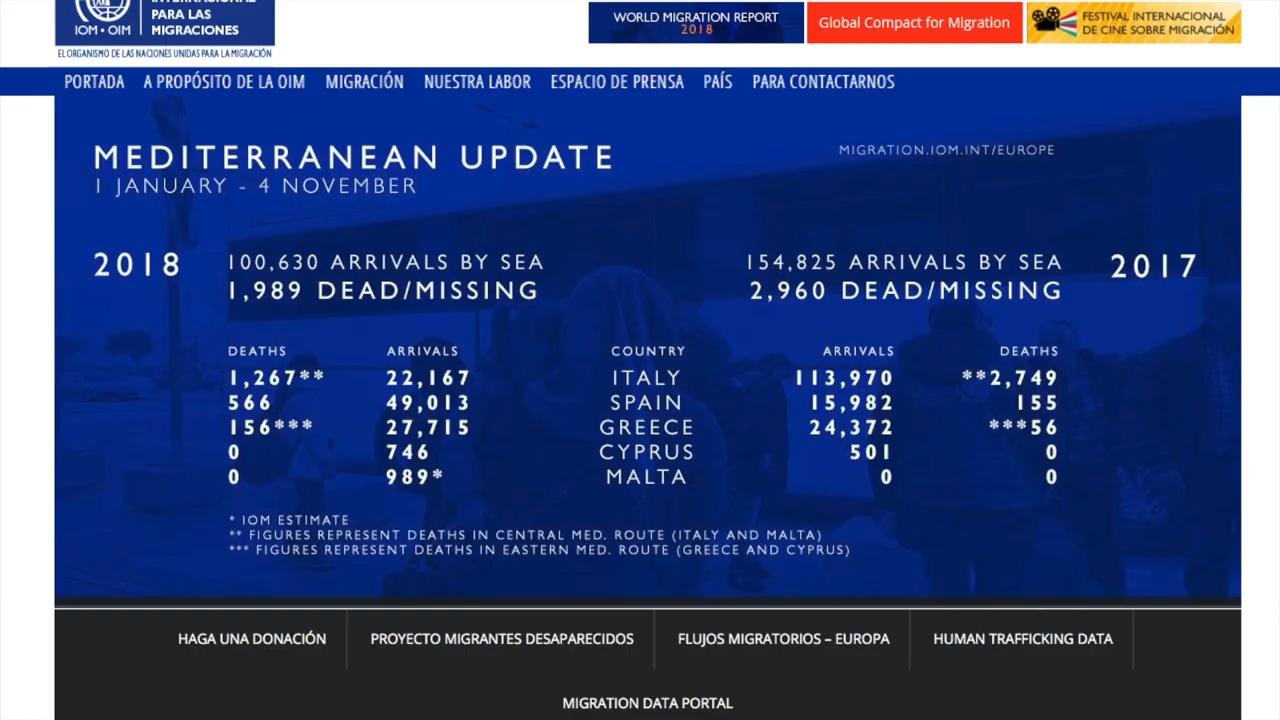 INTERNACIONAL
PARA LAS
MIGRACIONES
IOM • OIM
EL ORGANISMO DE LAS NACIONES UNIDAS PARA LA MIGRACIÓN
WORLD MIGRATION REPORT
2018
Global Compact for Migration
FESTIVAL INTERNACIONAL
DE CINE SOBRE MIGRACIÓN
PORTADA A PROPÓSITO DE LA OIM MIGRACIÓN NUESTRA LABOR ESPACIO DE PRENSA PAÍS PARA CONTACTARNOS
MEDITERRANEAN UPDATE
1 JANUARY - 4 NOVEMBER
MIGRATION.IOM.INT/EUROPE
2018
100,630 ARRIVALS BY SEA
1,989 DEAD/MISSING
154,825 ARRIVALS BY SEA
2,960 DEAD/MISSING
2017
DEATHS ARRIVALS COUNTRY ARRIVALS DEATHS
1,267** 22,167 ITALY 113,970 **2,749
566 49,013 SPAIN 15,982 155
156*** 27,715 GREECE 24,372 ***56
0 746 CYPRUS 501 0
0 989* MALTA 0 0
* IOM ESTIMATE
** FIGURES REPRESENT DEATHS IN CENTRAL MED. ROUTE (ITALY AND MALTA)
*** FIGURES REPRESENT DEATHS IN EASTERN MED. ROUTE (GREECE AND CYPRUS)
HAGA UNA DONACIÓN PROYECTO MIGRANTES DESAPARECIDOS FLUJOS MIGRATORIOS – EUROPA HUMAN TRAFFICKING DATA
MIGRATION DATA PORTAL